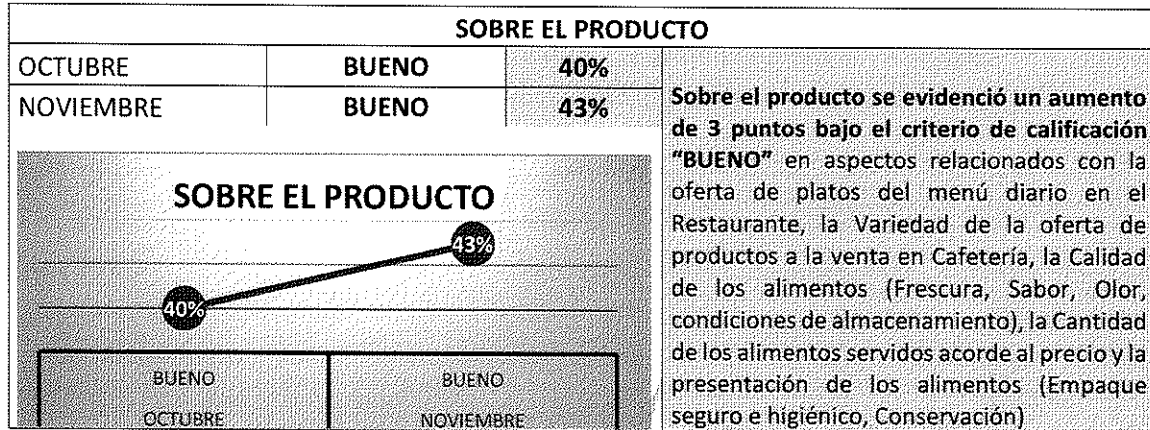 SOBRE EL PRODUCTO
OCTUBRE BUENO 40%
NOVIEMBRE BUENO 43%
SOBRE EL PRODUCTO
43%
40%
BUENO BUENO
OCTUBRE NOVIEMBRE
Sobre el producto se evidenció un aumento
de 3 puntos bajo el criterio de calificación
"BUENO" en aspectos relacionados con la
oferta de platos del menú diario en el
Restaurante, la Variedad de la oferta de
productos a la venta en Cafetería, la Calidad
de los alimentos (Frescura, Sabor, Olor,
condiciones de almacenamiento), la Cantidad
de los alimentos servidos acorde al precio y la
presentación de los alimentos (Empaque
seguro e higiénico, Conservación)